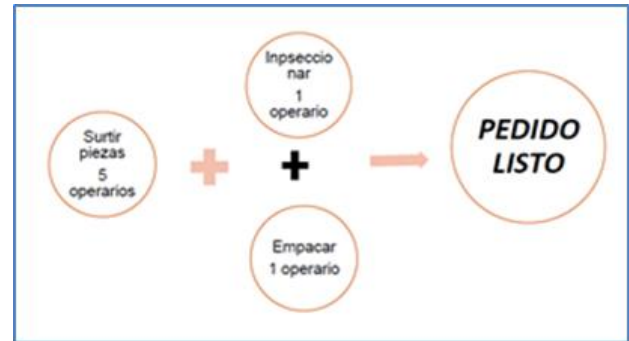 Inpseccio
nar
1
operario
Surtir
piezas
5
operarios
PEDIDO
LISTO
Empacar
1 operario